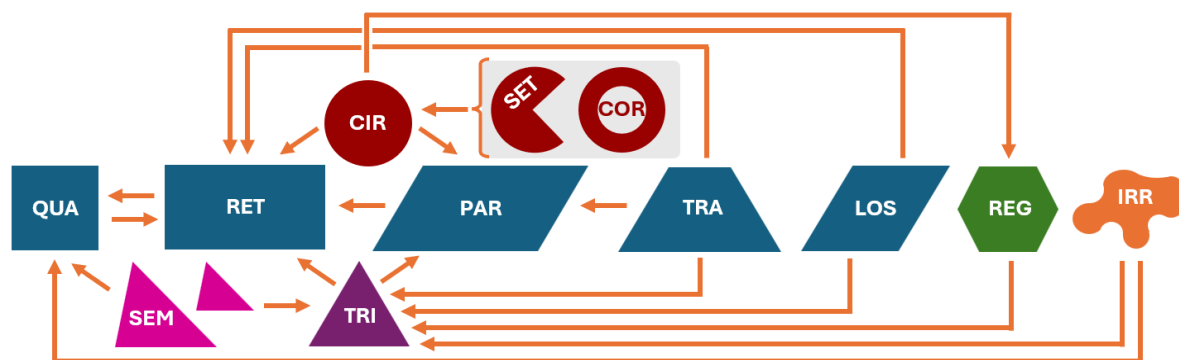 SET
COR
CIR
QUA
RET
PAR
TRA
LOS
REG
IRR
SEM
TRI